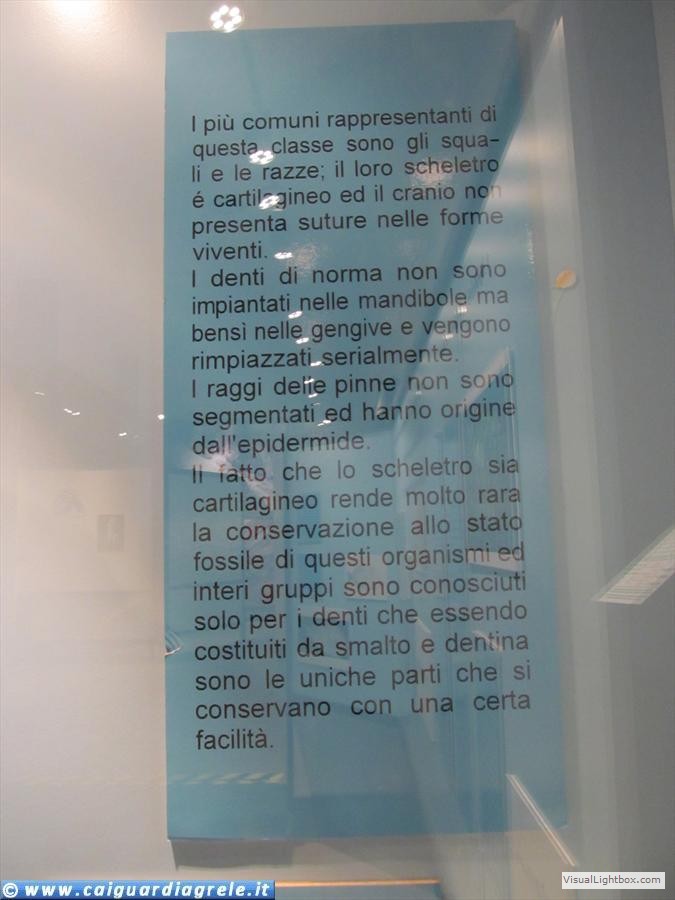 I più comuni rappresentanti di
questa classe sono gli squa-
li e le razze; il loro scheletro
é cartilagineo ed il cranio non
presenta suture nelle forme
viventi.
I denti di norma non sono
impiantati nelle mandibole ma
bensì nelle gengive e vengono
rimpiazzati serialmente.
I raggi delle pinne non sono
segmentati ed hanno origine
dall'epidermide.
Il fatto che lo scheletro sia
cartilagineo rende molto rara
la conservazione allo stato
fossile di questi organismi ed
interi gruppi sono conosciuti
solo per i denti che essendo
costituiti da smalto e dentina
sono le uniche parti che si
conservano con una certa
facilità.
© www.caiguardiagrele.it
VisualLightbox.com